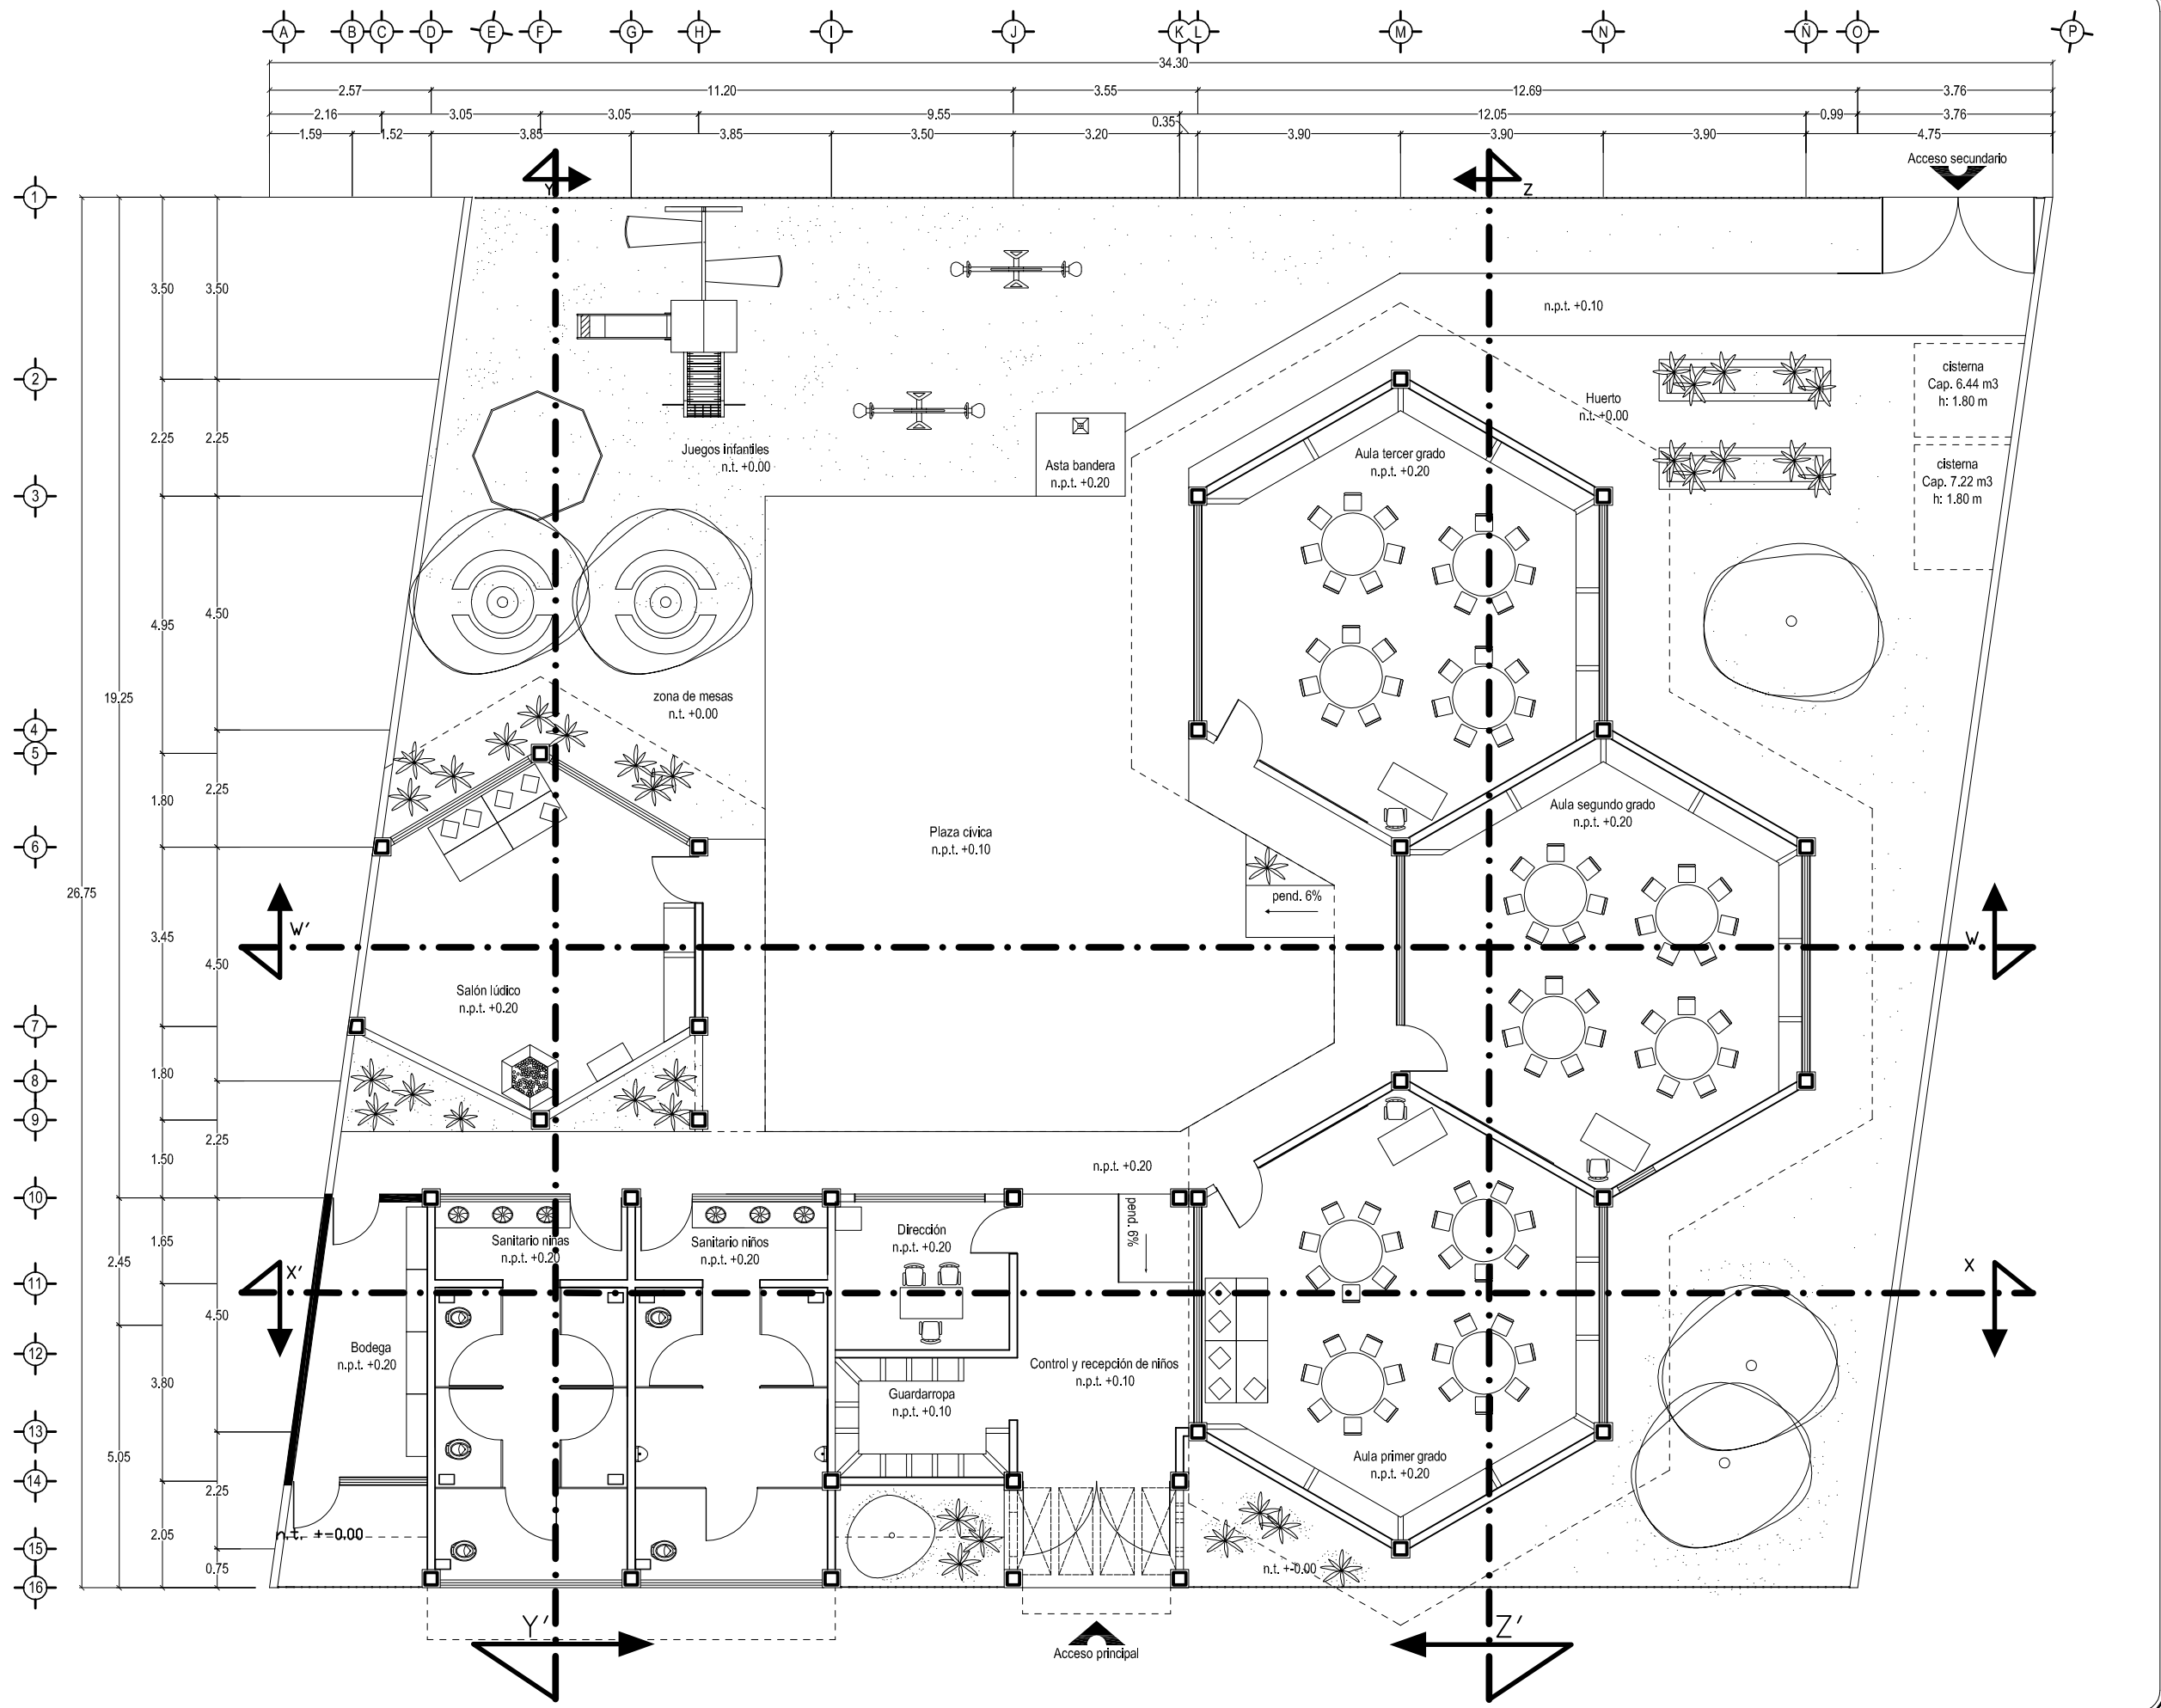 A B C D E F G H I J K L M N Ñ O P
34.30
2.57 11.20 3.55 12.69 3.76
2.16 3.05 3.05 9.55 12.05 0.99 3.76
1.59 1.52 3.85 3.85 3.50 3.20 0.35 3.90 3.90 3.90 4.75
Acceso secundario
Y
Z
1
3.50 3.50
n.p.t. +0.10
2
cisterna
Cap. 6.44 m3
h: 1.80 m
Huerto
n.t. +0.00
2.25 2.25
Juegos infantiles
n.t. +0.00
Asta bandera
n.p.t. +0.20
Aula tercer grado
n.p.t. +0.20
cisterna
Cap. 7.22 m3
h: 1.80 m
3
4.95 4.50
19.25
zona de mesas
n.t. +0.00
4
5
1.80 2.25
Aula segundo grado
n.p.t. +0.20
Plaza cívica
n.p.t. +0.10
6
26.75
pend. 6%
W'
W
3.45
4.50
Salón lúdico
n.p.t. +0.20
7
1.80
8
9
2.25
1.50
n.p.t. +0.20
10
pend. 6%
1.65
2.45
Sanitario niñas
n.p.t. +0.20
Sanitario niños
n.p.t. +0.20
Dirección
n.p.t. +0.20
X'
X
11
4.50
12
Bodega
n.p.t. +0.20
Control y recepción de niños
n.p.t. +0.10
3.80
Guardarropa
n.p.t. +0.10
13
5.05
Aula primer grado
n.p.t. +0.20
14
2.25
2.05
n.t. +-0.00
15
0.75
n.t. +-0.00
16
Y'
Z'
Acceso principal